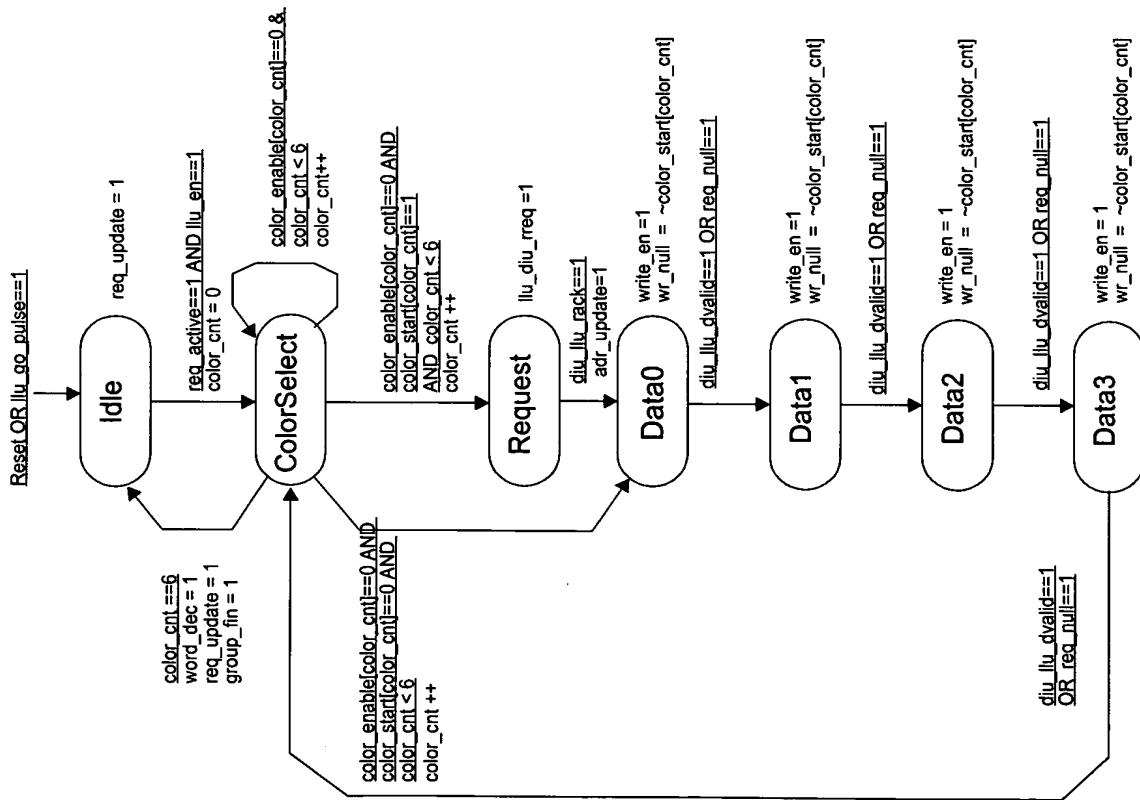 Reset OR llu_go_pulse==1
Idle
req_update = 1
req_active==1 AND llu_en==1
color_cnt = 0
ColorSelect
color_enable[color_cnt]==0 &
color_cnt < 6
color_cnt++
color_cnt ==6
word_dec = 1
req_update = 1
group_fin = 1
color_enable[color_cnt]==0 AND
color_start[color_cnt]==1
AND color_cnt < 6
color_cnt ++
Request
llu_diu_rreq =1
color_enable[color_cnt]==0 AND
color_start[color_cnt]==0 AND
color_cnt < 6
color_cnt ++
diu_llu_rack==1
adr_update=1
Data0
write_en =1
wr_null = ~color_start[color_cnt]
diu_llu_dvalid==1 OR req_null==1
Data1
write_en =1
wr_null = ~color_start[color_cnt]
diu_llu_dvalid==1 OR req_null==1
Data2
write_en = 1
wr_null = ~color_start[color_cnt]
diu_llu_dvalid==1 OR req_null==1
Data3
write_en = 1
wr_null = ~color_start[color_cnt]
diu_llu_dvalid==1
OR req_null==1